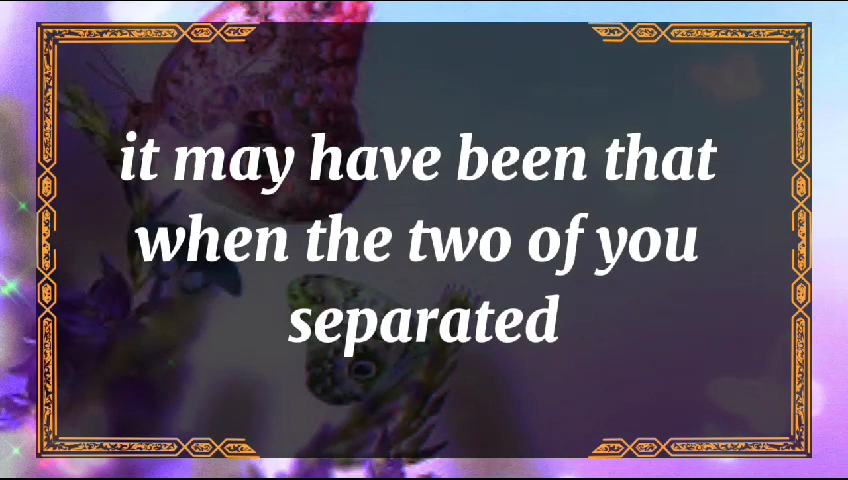 it may have been that
when the two of you
separated